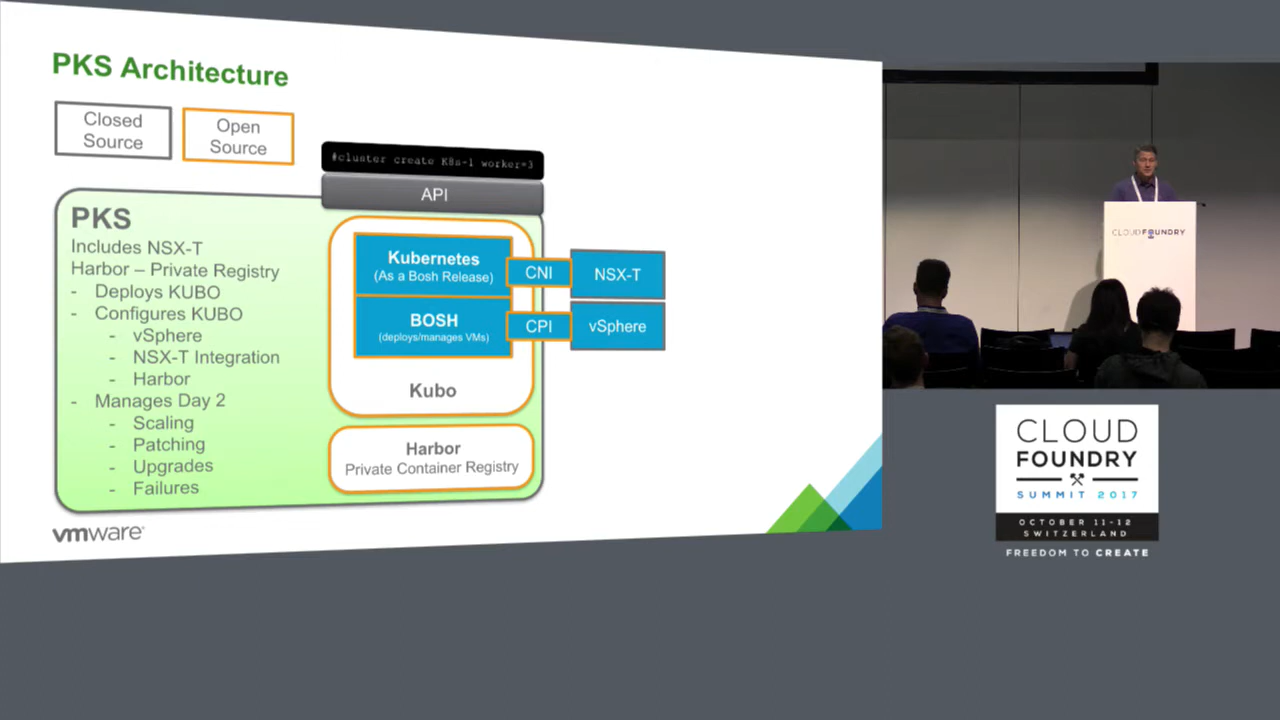 PKS Architecture
Closed
Source
Open
Source
#cluster create K8s-1 worker=3
API
PKS
Includes NSX-T
Harbor – Private Registry
- Deploys KUBO
- Configures KUBO
- vSphere
- NSX-T Integration
- Harbor
- Manages Day 2
- Scaling
- Patching
- Upgrades
- Failures
Kubernetes
(As a Bosh Release)
CNI
NSX-T
BOSH
(deploys/manages VMs)
CPI
vSphere
Kubo
Harbor
Private Container Registry
vmware
CLOUDFOUNDRY
CLOUD
FOUNDRY
SUMMIT 2017
OCTOBER 11-12
SWITZERLAND
FREEDOM TO CREATE